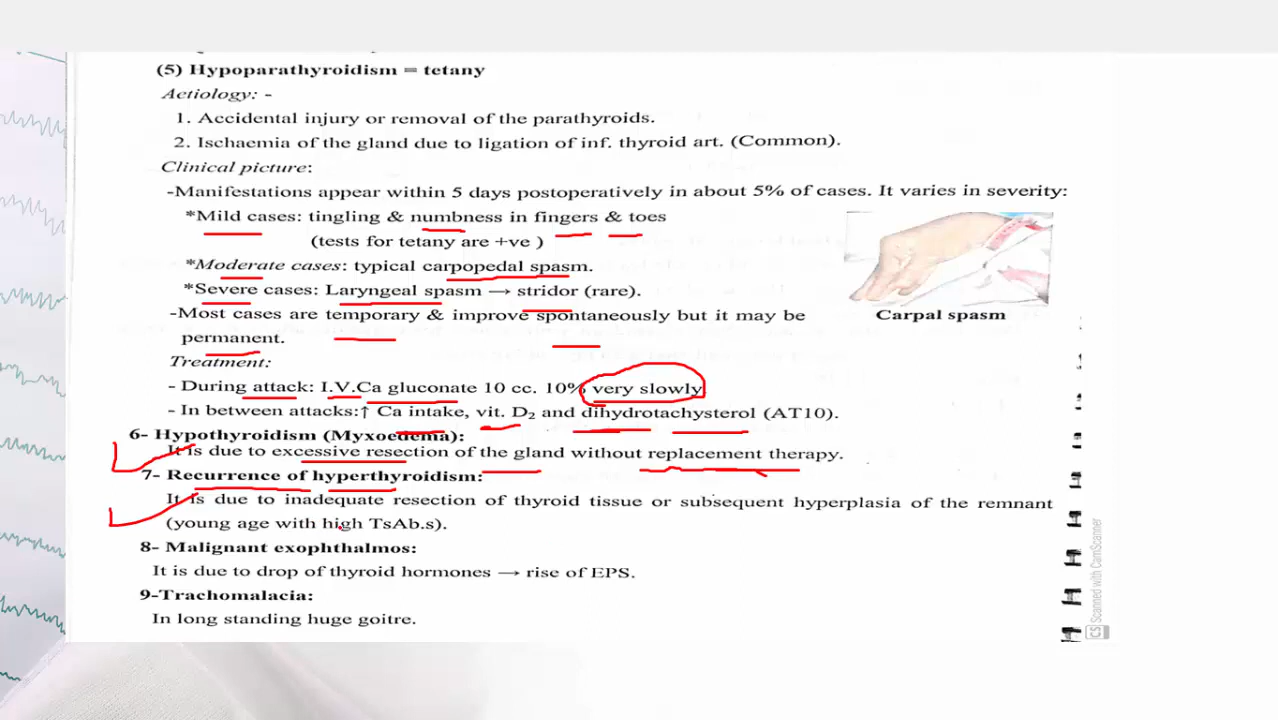 (5) Hypoparathyroidism = tetany
Aetiology: -
1. Accidental injury or removal of the parathyroids.
2. Ischaemia of the gland due to ligation of inf. thyroid art. (Common).
Clinical picture:
-Manifestations appear within 5 days postoperatively in about 5% of cases. It varies in severity:
*Mild cases: tingling & numbness in fingers & toes
(tests for tetany are +ve )
*Moderate cases: typical carpopedal spasm.
*Severe cases: Laryngeal spasm → stridor (rare).
-Most cases are temporary & improve spontaneously but it may be
permanent.
Carpal spasm
Treatment:
- During attack: I.V.Ca gluconate 10 cc. 10% very slowly
- In between attacks:↑ Ca intake, vit. D₂ and dihydrotachysterol (AT10).
6- Hypothyroidism (Myxoedema):
It is due to excessive resection of the gland without replacement therapy.
7- Recurrence of hyperthyroidism:
It is due to inadequate resection of thyroid tissue or subsequent hyperplasia of the remnant
(young age with high TsAb.s).
8- Malignant exophthalmos:
It is due to drop of thyroid hormones → rise of EPS.
9-Trachomalacia:
In long standing huge goitre.
CS Scanned with CamScanner